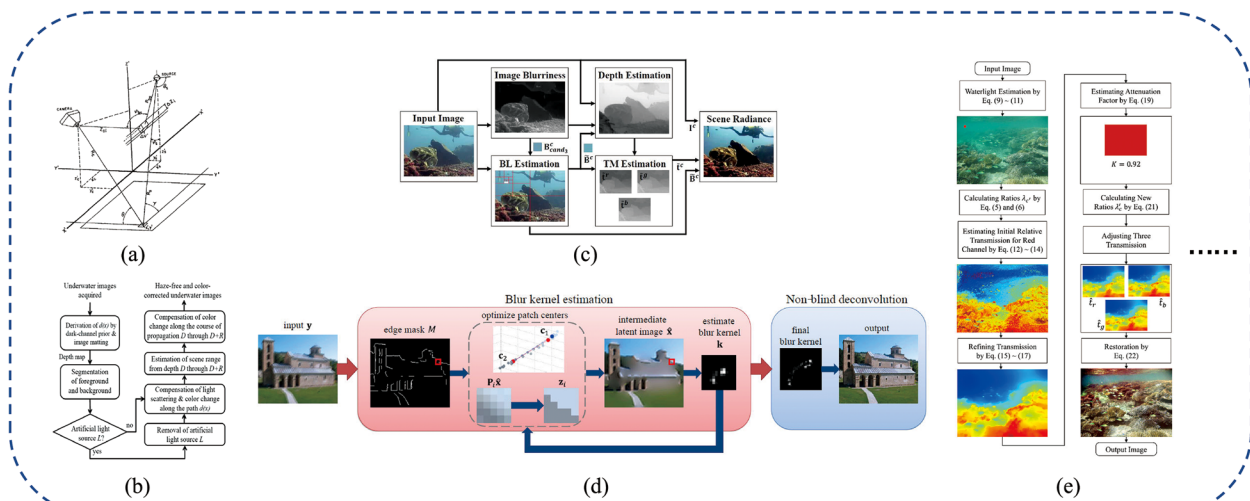 SOURCE
CAMERA
(a)
Underwater images
acquired
Derivation of d(x) by
dark-channel prior &
image matting
Depth map
Segmentation
of foreground
and background
Artificial light
source L?
no
yes
Removal of artificial
light source L
Compensation of light
scattering & color change
along the path d(x)
Estimation of scene range
from depth D through D+R
Compensation of color
change along the course of
propagation D through D+R
Haze-free and color-
corrected underwater images
(b)
Input Image
Image Blurriness
BL Estimation
Depth Estimation
TM Estimation
Scene Radiance
(c)
input y
Blur kernel estimation
edge mask M
optimize patch centers
c₁
c₂
Pᵢx̂
zᵢ
intermediate
latent image x̂
estimate
blur kernel
k
Non-blind deconvolution
final
blur kernel
output
(d)
Input Image
Waterlight Estimation by
Eq. (9) ~ (11)
Calculating Ratios
by
Eq. (5) and (6)
Estimating Initial Relative
Transmission for Red
Channel by Eq. (12) ~ (14)
Refining Transmission
by Eq. (15) ~ (17)
Estimating Attenuation
Factor by Eq. (19)
K = 0.92
Calculating New
Ratios
by Eq. (21)
Adjusting Three
Transmission
t̂r
t̂b
t̂g
Restoration by
Eq. (22)
Output Image
(e)
......